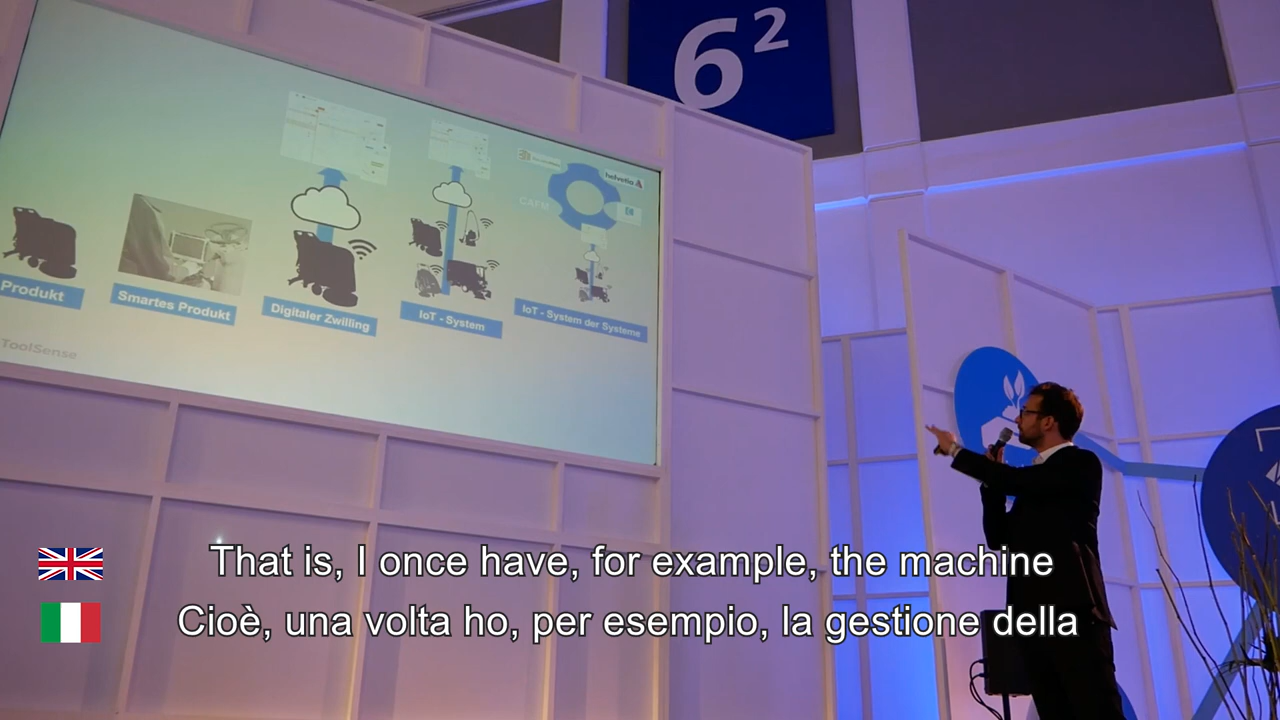 6²
helvetia
CAFM
Produkt
Smartes Produkt
Digitaler Zwilling
IoT - System
IoT - System der Systeme
ToolSense
That is, I once have, for example, the machine
Cioè, una volta ho, per esempio, la gestione della